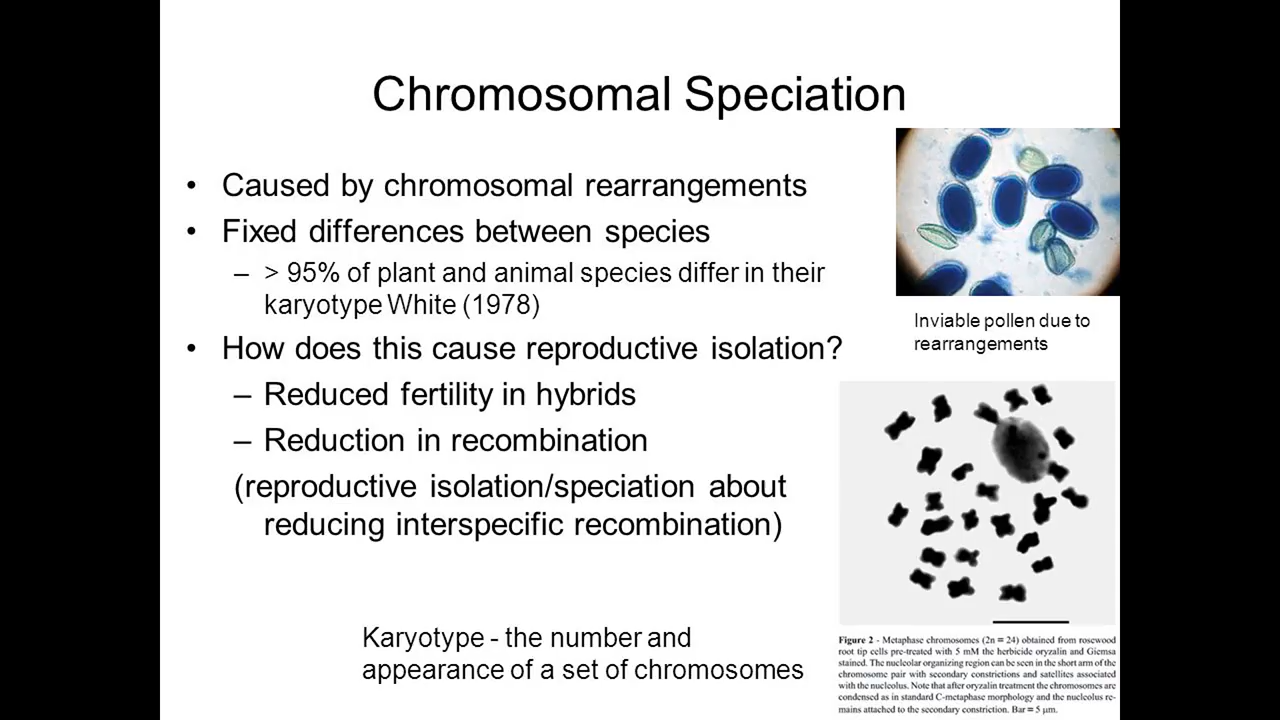 Chromosomal Speciation
• Caused by chromosomal rearrangements
• Fixed differences between species
– > 95% of plant and animal species differ in their
karyotype White (1978)
• How does this cause reproductive isolation?
– Reduced fertility in hybrids
– Reduction in recombination
(reproductive isolation/speciation about
reducing interspecific recombination)
Karyotype - the number and
appearance of a set of chromosomes
Inviable pollen due to
rearrangements
Figure 2 - Metaphase chromosomes (2n = 24) obtained from rosewood
root tip cells pre-treated with 5 mM the herbicide oryzalin and Giemsa
stained. The nucleolar organizing region can be seen in the short arm of the
chromosome pair with secondary constrictions and satellites associated
with the nucleolus. Note that after oryzalin treatment the chromosomes are
condensed as in standard C-metaphase morphology and the nucleolus re-
mains attached to the secondary constriction. Bar = 5 μm.